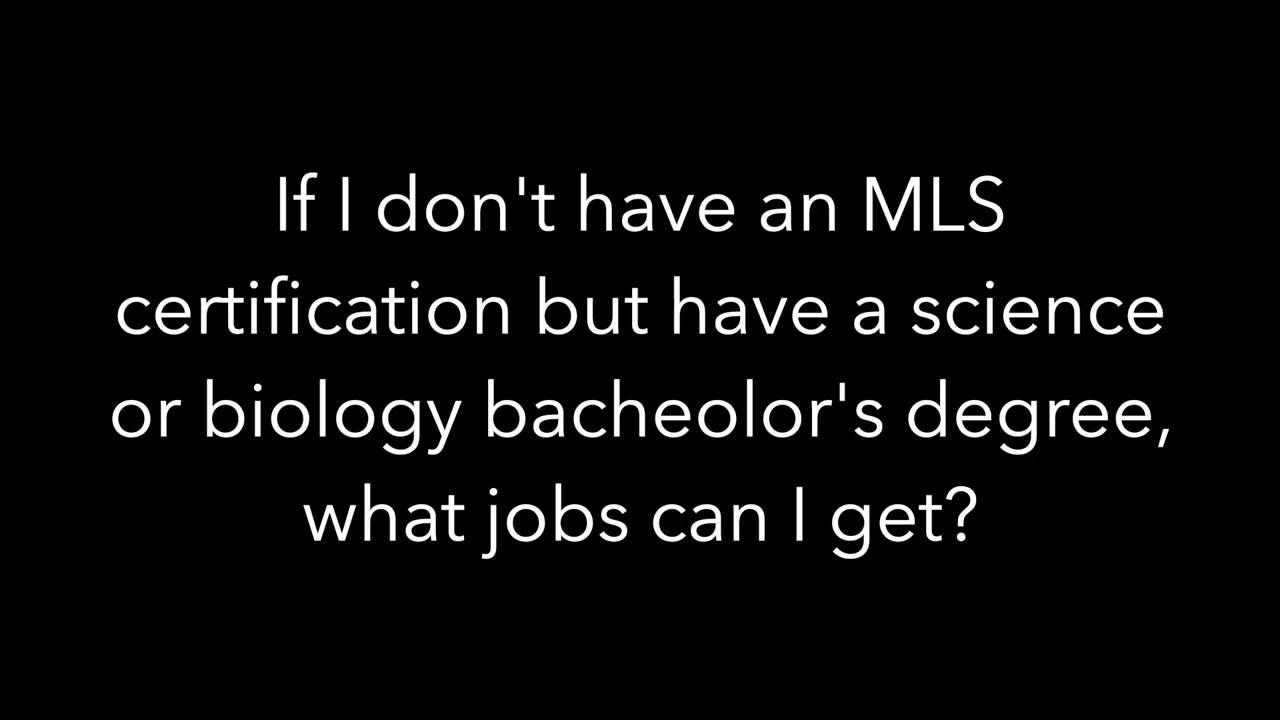 If I don't have an MLS
certification but have a science
or biology bacheolor's degree,
what jobs can I get?